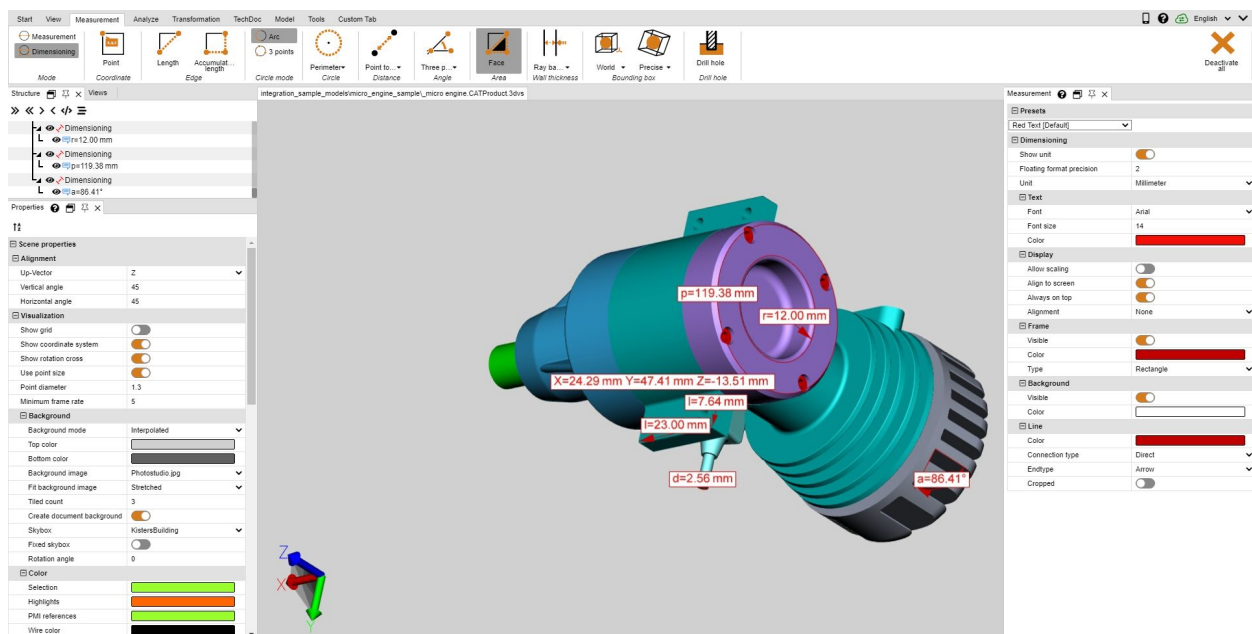 Start View Measurement Analyze Transformation TechDoc Model Tools Custom Tab
English
Measurement
Dimensioning
Mode
Point
Coordinate
Length
Accumulat... length
Edge
Arc
3 points
Circle mode
Perimeter
Circle
Point to...
Distance
Three p...
Angle
Face
Area
Ray ba...
Wall thickness
World
Precise
Bounding box
Drill hole
Drill hole
Deactivate all
Structure
Views
Dimensioning
r=12.00 mm
Dimensioning
p=119.38 mm
Dimensioning
a=86.41°
Properties
Scene properties
Alignment
Up-Vector Z
Vertical angle 45
Horizontal angle 45
Visualization
Show grid
Show coordinate system
Show rotation cross
Use point size
Point diameter 1.3
Minimum frame rate 5
Background
Background mode Interpolated
Top color
Bottom color
Background image Photostudio.jpg
Fit background image Stretched
Tiled count 3
Create document background
Skybox KistersBuilding
Fixed skybox
Rotation angle 0
Color
Selection
Highlights
PMI references
Wire color
integration_sample_models\micro_engine_sample\_micro engine.CATProduct.3dvs
p=119.38 mm
r=12.00 mm
X=24.29 mm Y=47.41 mm Z=-13.51 mm
l=7.64 mm
l=23.00 mm
d=2.56 mm
a=86.41°
Z
X
Y
Measurement
Presets
Red Text [Default]
Dimensioning
Show unit
Floating format precision 2
Unit Millimeter
Text
Font Arial
Font size 14
Color
Display
Allow scaling
Align to screen
Always on top
Alignment None
Frame
Visible
Color
Type Rectangle
Background
Visible
Color
Line
Color
Connection type Direct
Endtype Arrow
Cropped